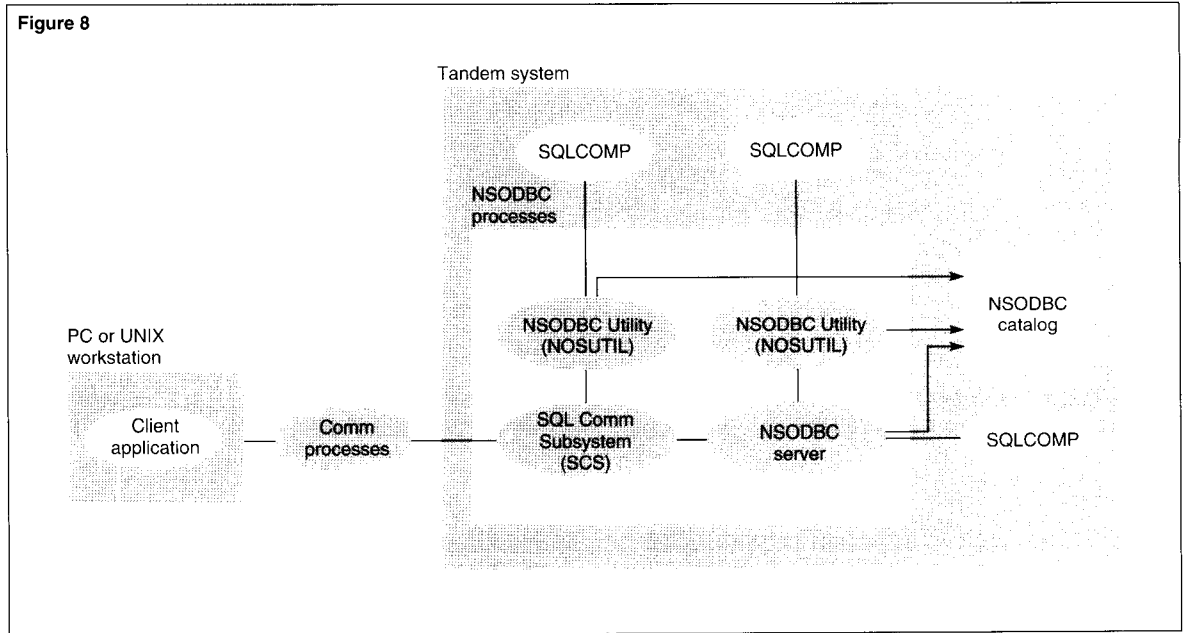 Figure 8
Tandem system
SQLCOMP
SQLCOMP
NSODBC
processes
NSODBC Utility
(NOSUTIL)
NSODBC Utility
(NOSUTIL)
NSODBC
catalog
PC or UNIX
workstation
Client
application
Comm
processes
SQL Comm
Subsystem
(SCS)
NSODBC
server
SQLCOMP